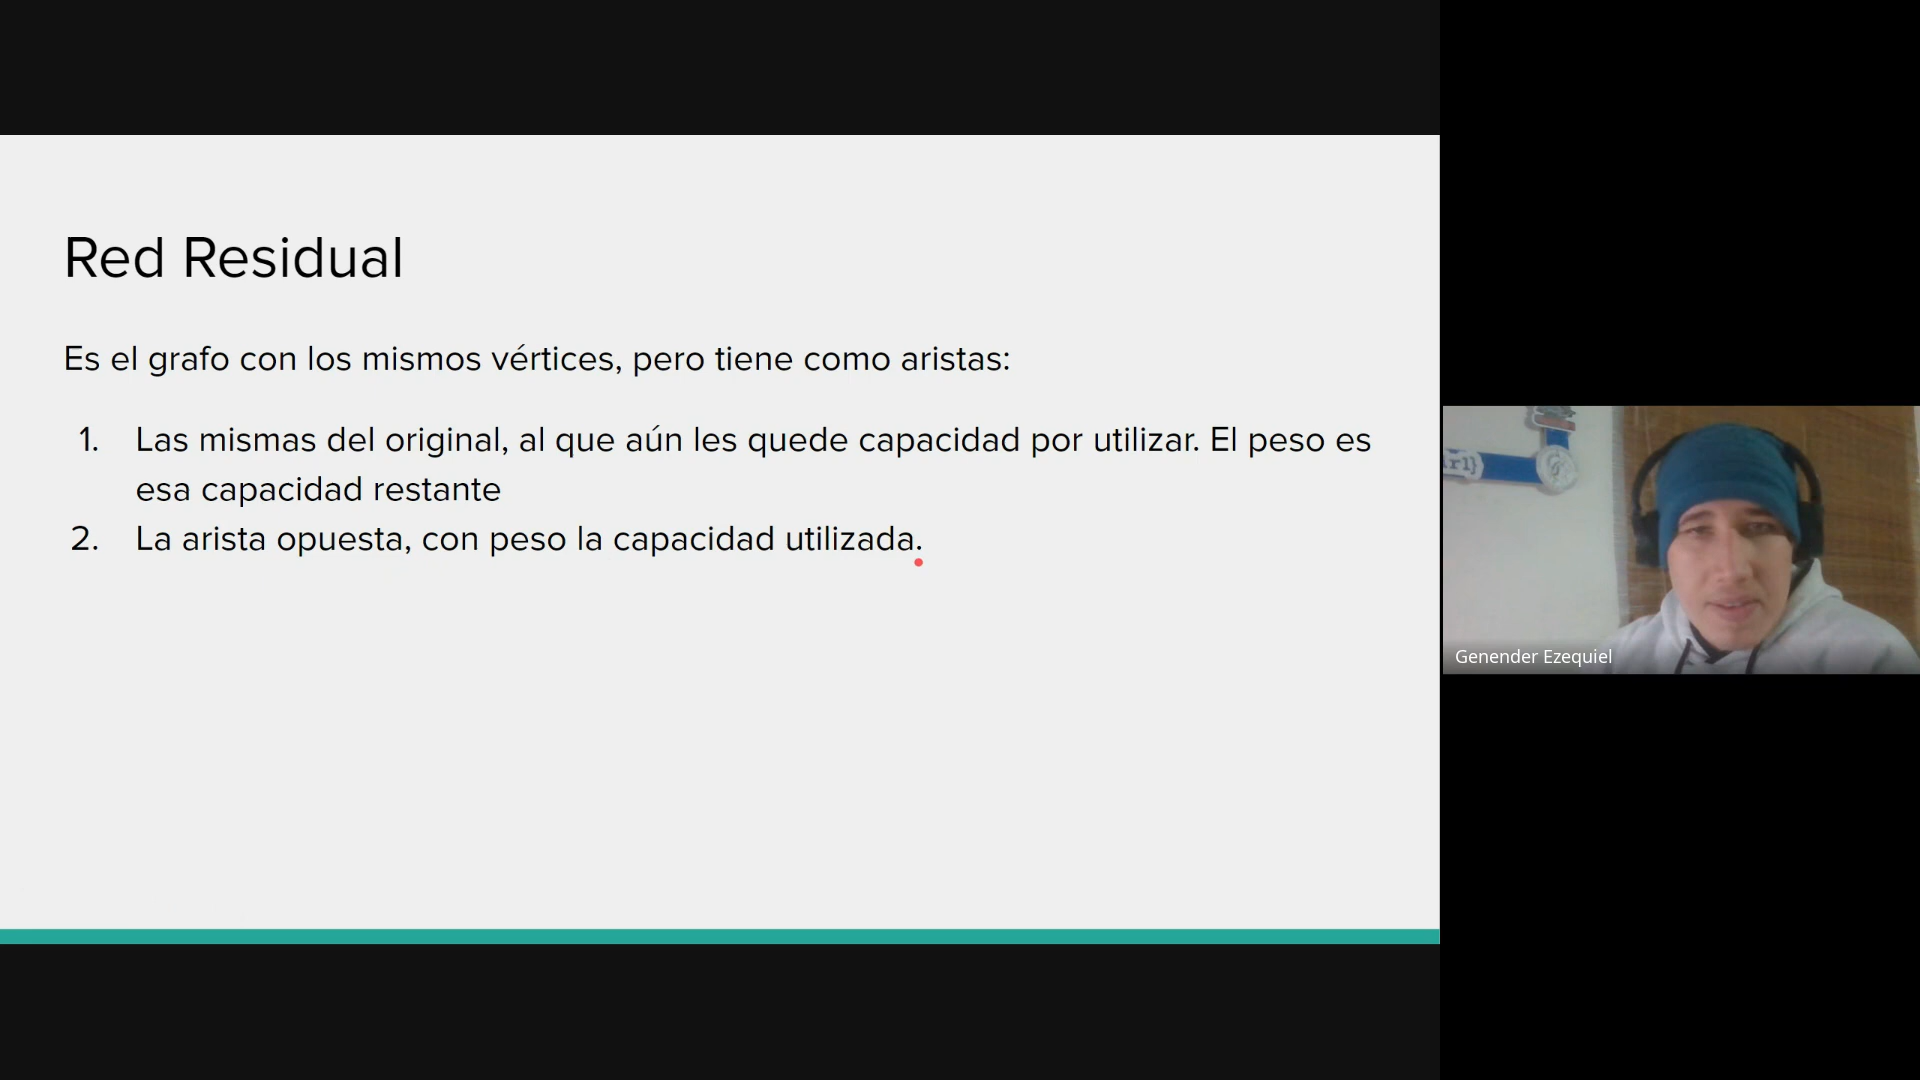 Red Residual
Es el grafo con los mismos vértices, pero tiene como aristas:
1. Las mismas del original, al que aún les quede capacidad por utilizar. El peso es
esa capacidad restante
2. La arista opuesta, con peso la capacidad utilizada.
Genender Ezequiel